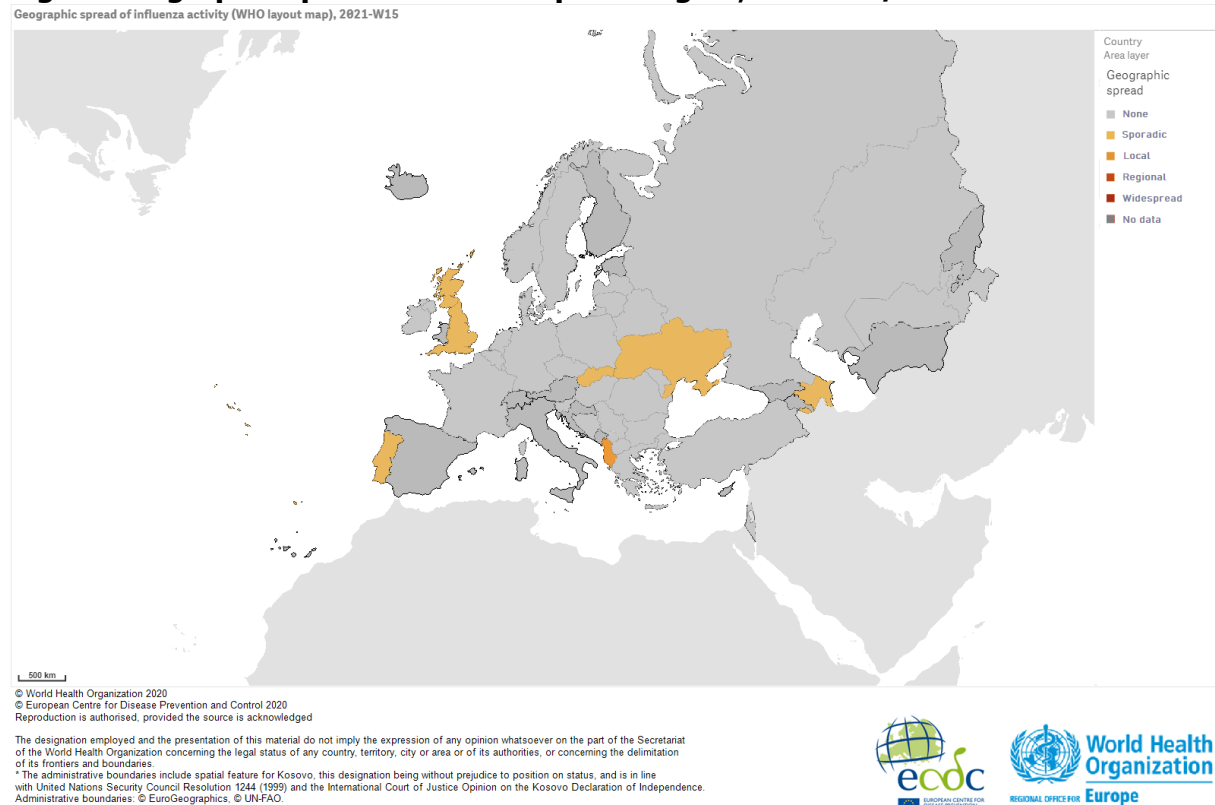 Geographic spread of influenza activity (WHO layout map), 2021-W15
Country
Area layer
Geographic
spread
None
Sporadic
Local
Regional
Widespread
No data
500 km
© World Health Organization 2020
© European Centre for Disease Prevention and Control 2020
Reproduction is authorised, provided the source is acknowledged
The designation employed and the presentation of this material do not imply the expression of any opinion whatsoever on the part of the Secretariat
of the World Health Organization concerning the legal status of any country, territory, city or area or of its authorities, or concerning the delimitation
of its frontiers and boundaries.
* The administrative boundaries include spatial feature for Kosovo, this designation being without prejudice to position on status, and is in line
with United Nations Security Council Resolution 1244 (1999) and the International Court of Justice Opinion on the Kosovo Declaration of Independence.
Administrative boundaries: © EuroGeographics, © UN-FAO.
ecdc
EUROPEAN CENTRE FOR
World Health
Organization
REGIONAL OFFICE FOR Europe